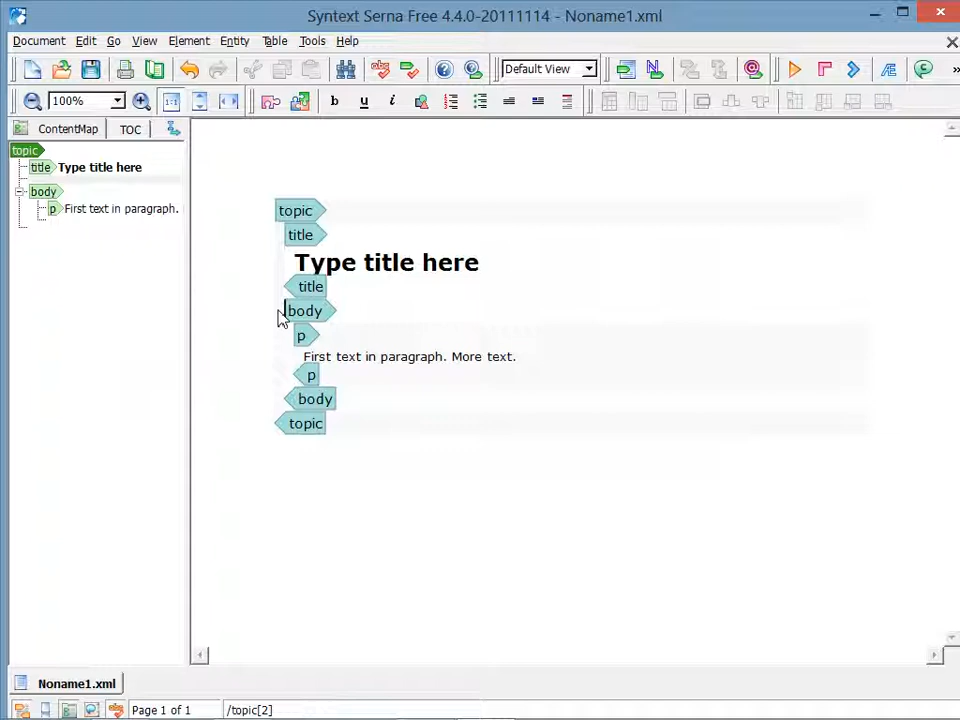 Syntext Serna Free 4.4.0-20111114 - Noname1.xml
Document Edit Go View Element Entity Table Tools Help
Default View
100% 1:1 b u i
ContentMap TOC
topic
title Type title here
body
p First text in paragraph.
topic
title
Type title here
title
body
p
First text in paragraph. More text.
p
body
topic
Noname1.xml
Page 1 of 1 /topic[2]